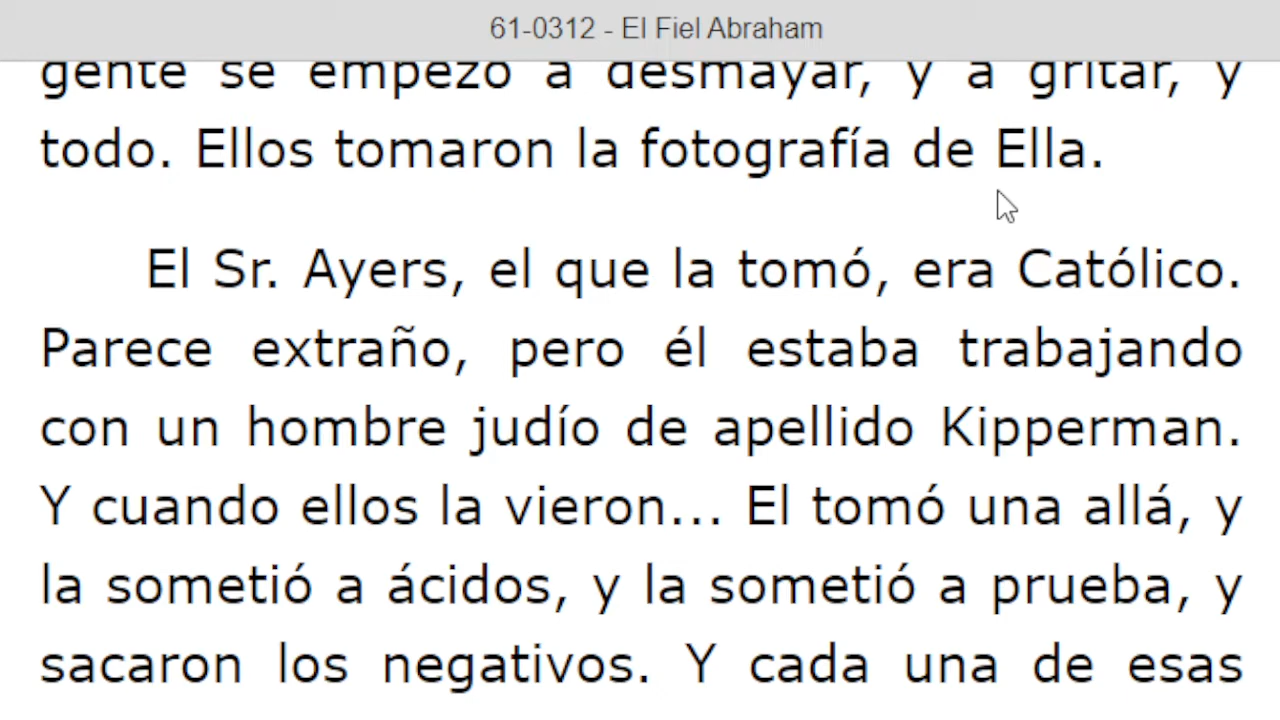 61-0312 - El Fiel Abraham
gente se empezó a desmayar, y a gritar, y
todo. Ellos tomaron la fotografía de Ella.
El Sr. Ayers, el que la tomó, era Católico.
Parece extraño, pero él estaba trabajando
con un hombre judío de apellido Kipperman.
Y cuando ellos la vieron... El tomó una allá, y
la sometió a ácidos, y la sometió a prueba, y
sacaron los negativos. Y cada una de esas